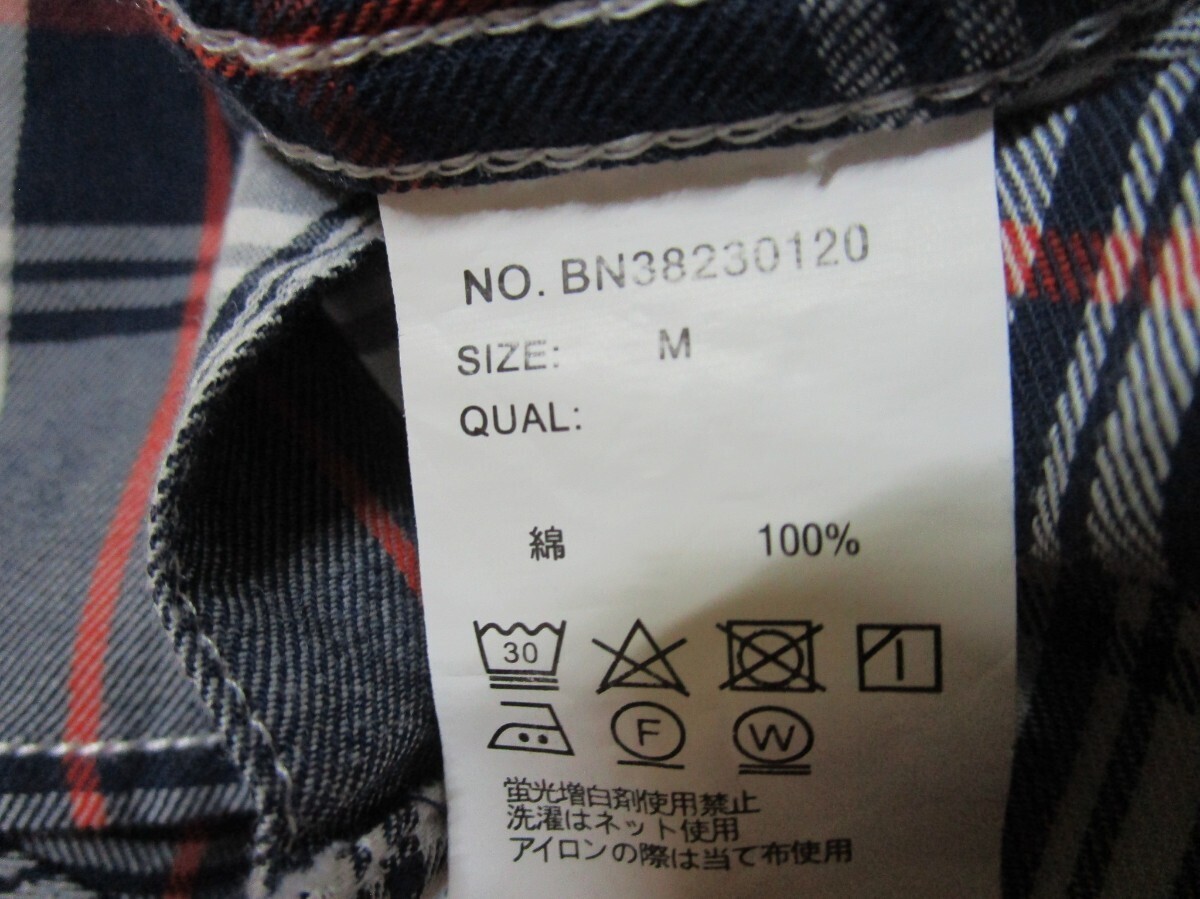 NO. BN38230120
SIZE: M
QUAL:
綿 100%
30
F W
蛍光増白剤使用禁止
洗濯はネット使用
アイロンの際は当て布使用